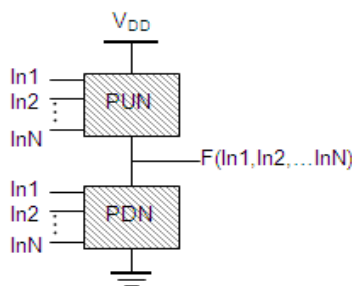 VDD
In1
In2
InN
PUN
F(In1,In2,...InN)
In1
In2
InN
PDN